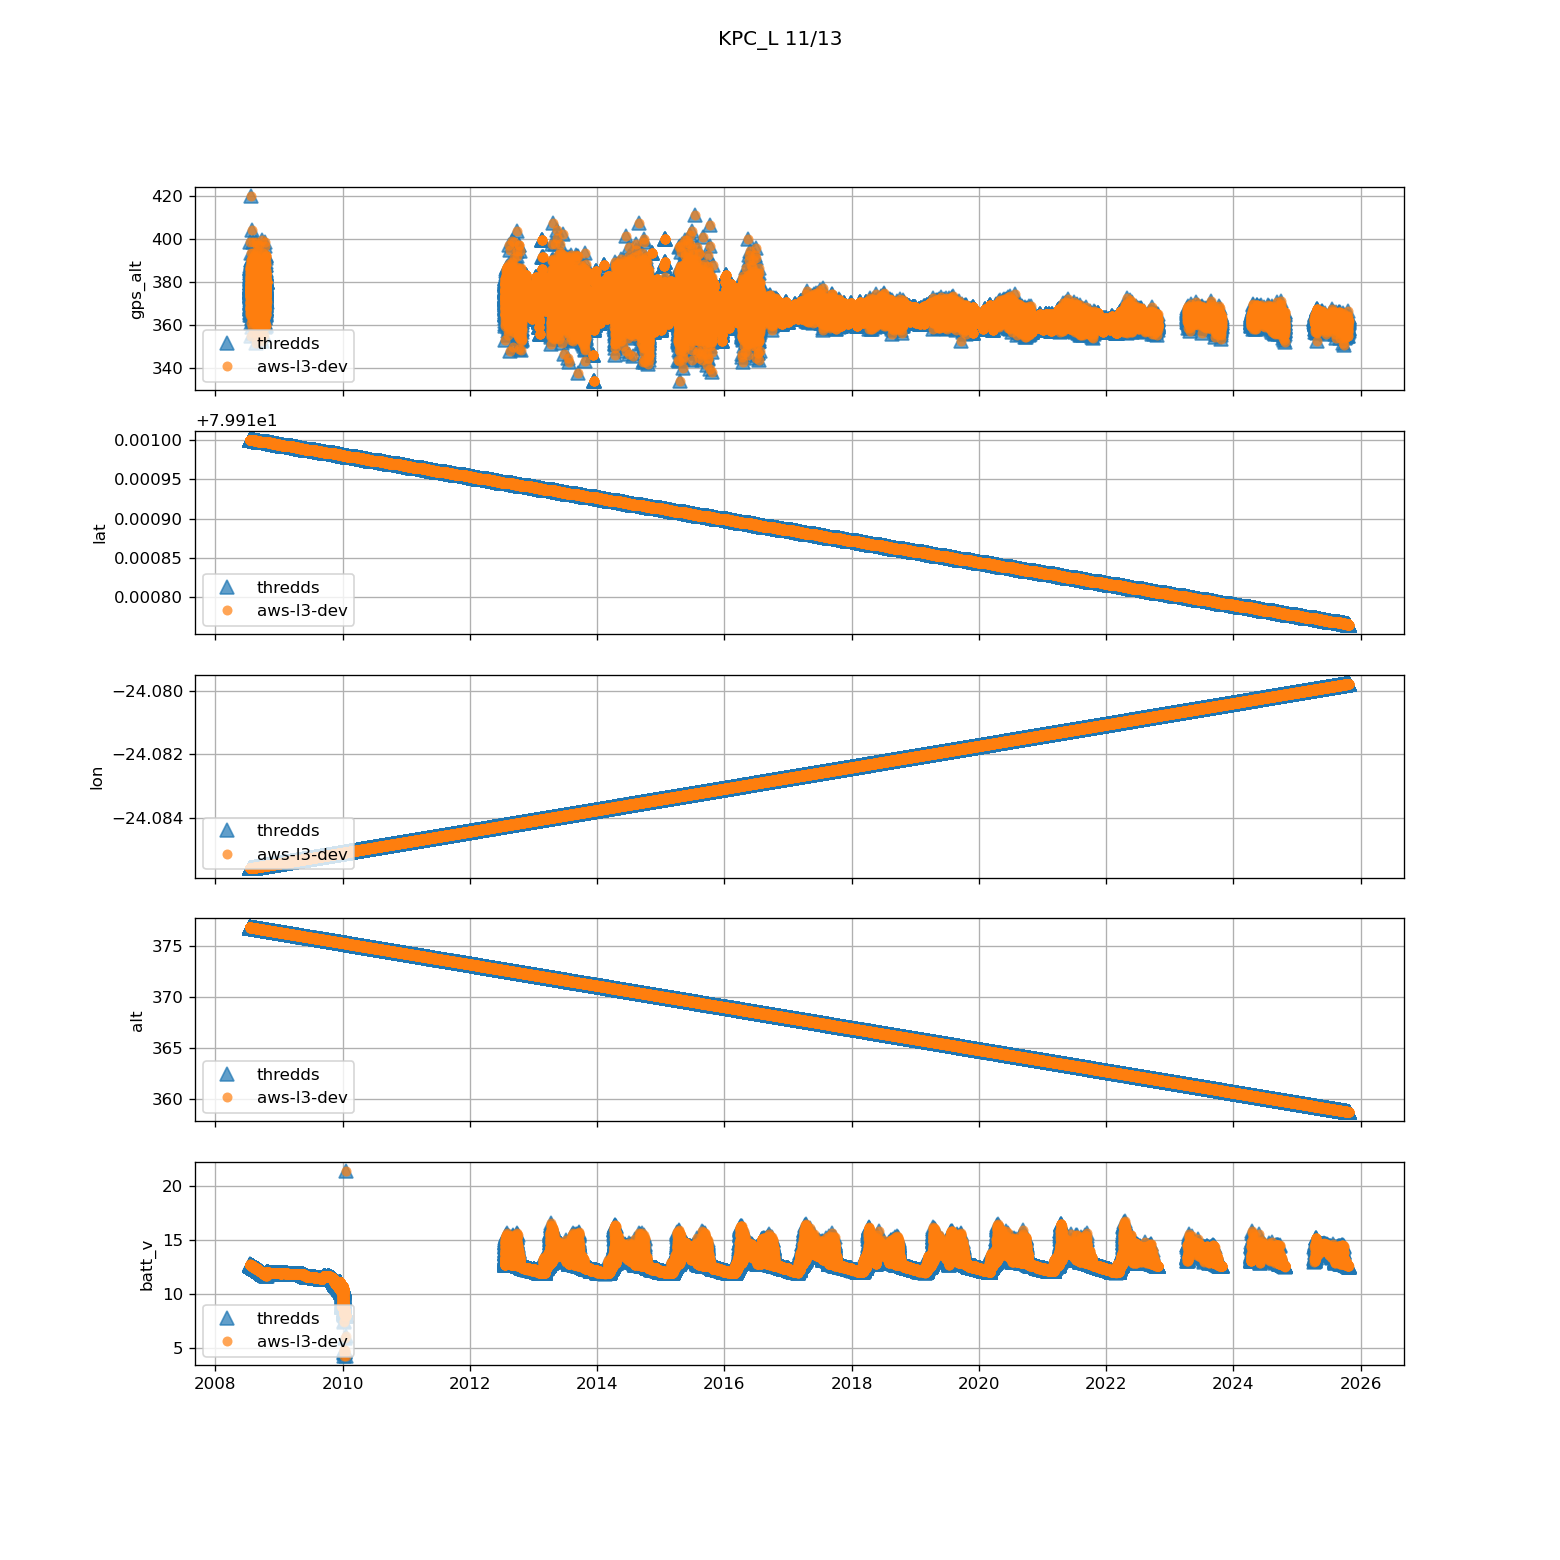 KPC_L 11/13
420
400
380
360
340
gps_alt
thredds
aws-l3-dev
+7.991e1
0.00100
0.00095
0.00090
0.00085
0.00080
lat
thredds
aws-l3-dev
−24.080
−24.082
−24.084
lon
thredds
aws-l3-dev
375
370
365
360
alt
thredds
aws-l3-dev
20
15
10
5
batt_v
thredds
aws-l3-dev
2008 2010 2012 2014 2016 2018 2020 2022 2024 2026